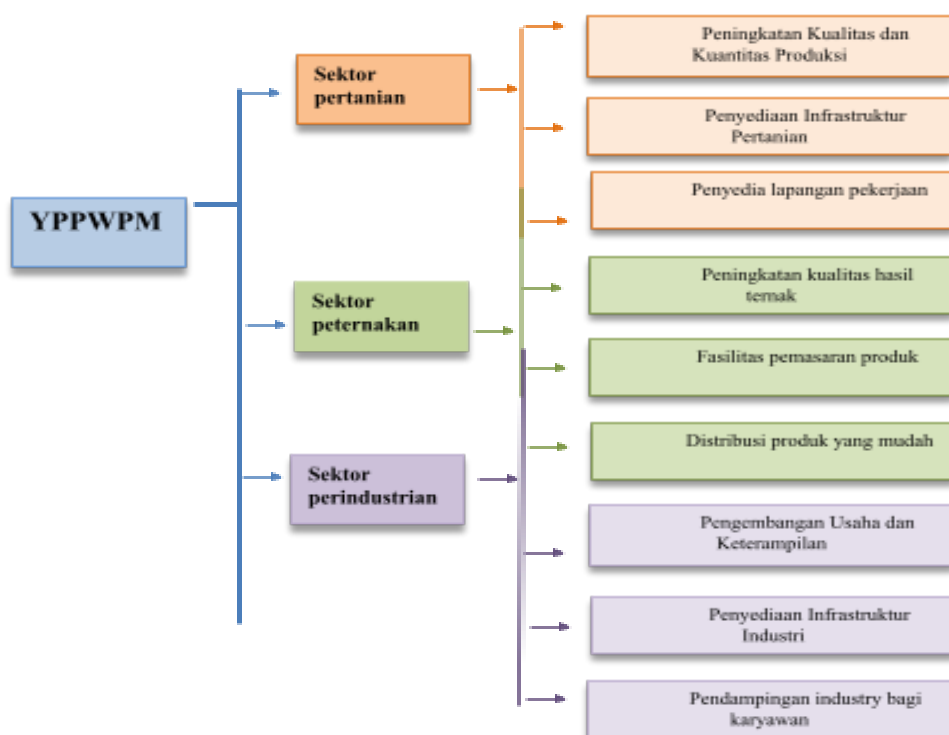 YPPWPM
Sektor
pertanian
Sektor
peternakan
Sektor
perindustrian
Peningkatan Kualitas dan
Kuantitas Produksi
Penyediaan Infrastruktur
Pertanian
Penyedia lapangan pekerjaan
Peningkatan kualitas hasil
ternak
Fasilitas pemasaran produk
Distribusi produk yang mudah
Pengembangan Usaha dan
Keterampilan
Penyediaan Infrastruktur
Industri
Pendampingan industry bagi
karyawan